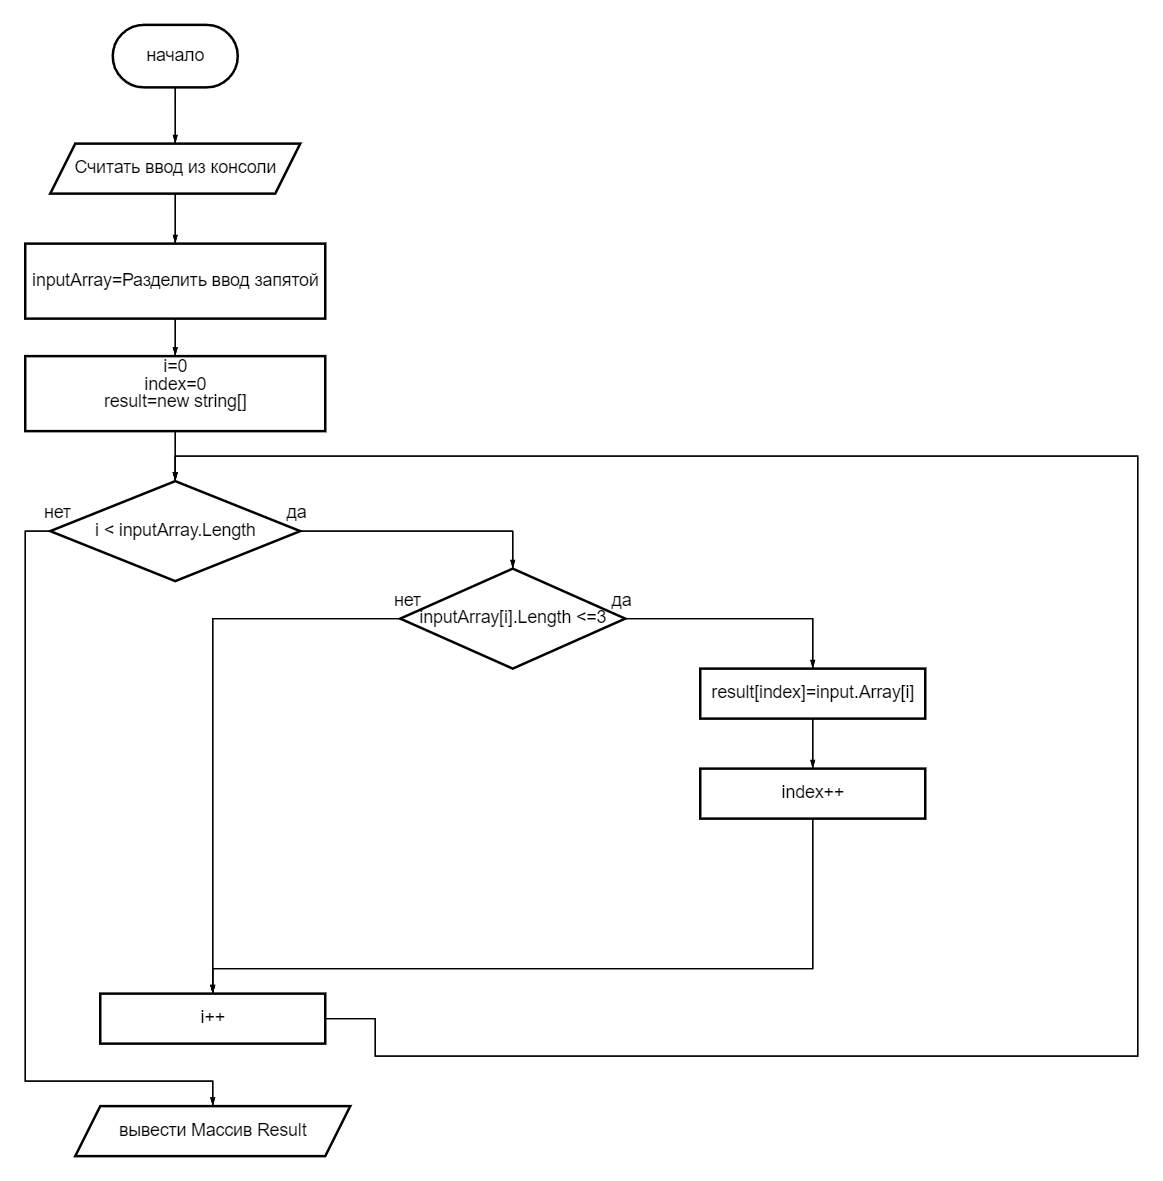 начало
Считать ввод из консоли
inputArray=Разделить ввод запятой
i=0
index=0
result=new string[]
нет
да
i < inputArray.Length
нет
да
inputArray[i].Length <=3
result[index]=input.Array[i]
index++
i++
вывести Массив Result